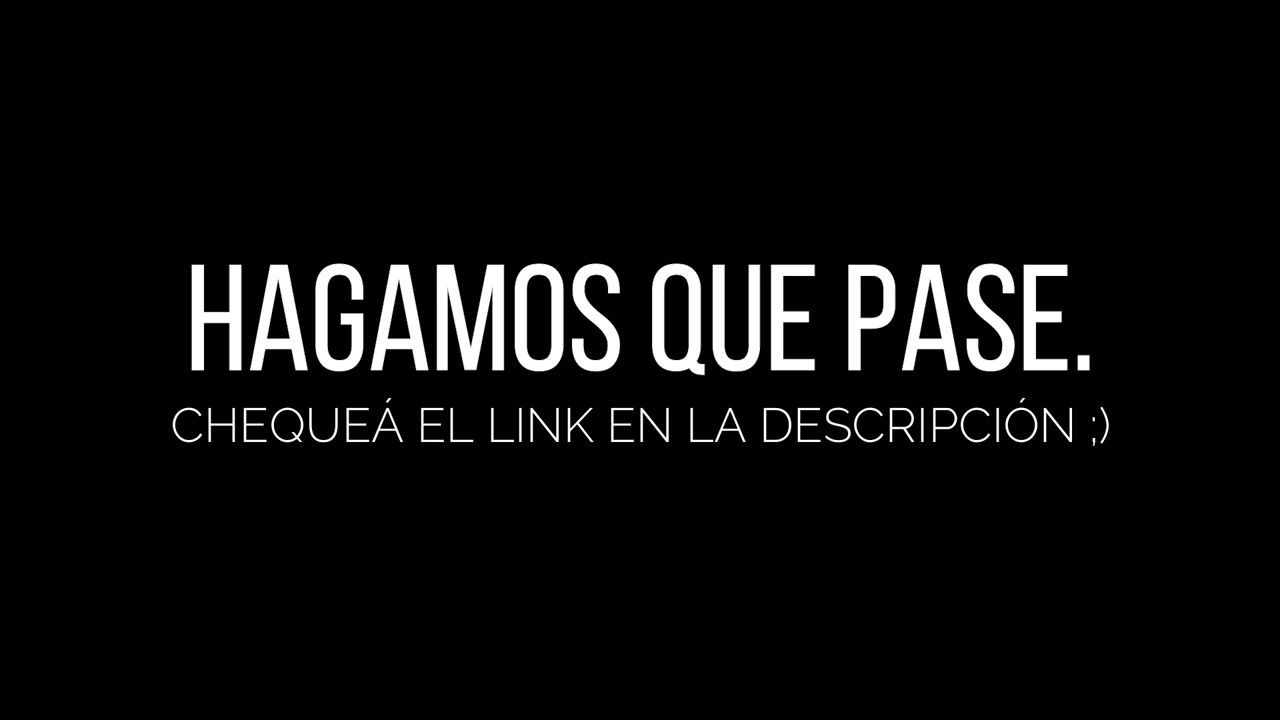 HAGAMOS QUE PASE.
CHEQUEÁ EL LINK EN LA DESCRIPCIÓN ;)